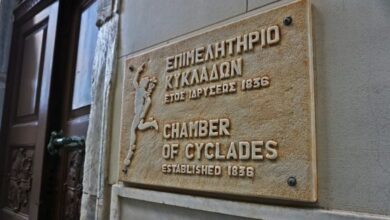 ΕΠΙΜΕΛΗΤΗΡΙΟ
ΚΥΚΛΑΔΩΝ
ΕΤΟΣ ΙΔΡΥΣΕΩΣ 1836
CHAMBER
OF CYCLADES
ESTABLISHED 1836